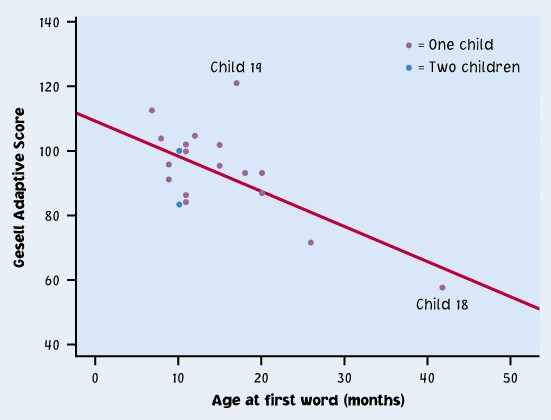 140
120
100
80
60
40
Gesell Adaptive Score
= One child
= Two children
Child 19
Child 18
0 10 20 30 40 50
Age at first word (months)